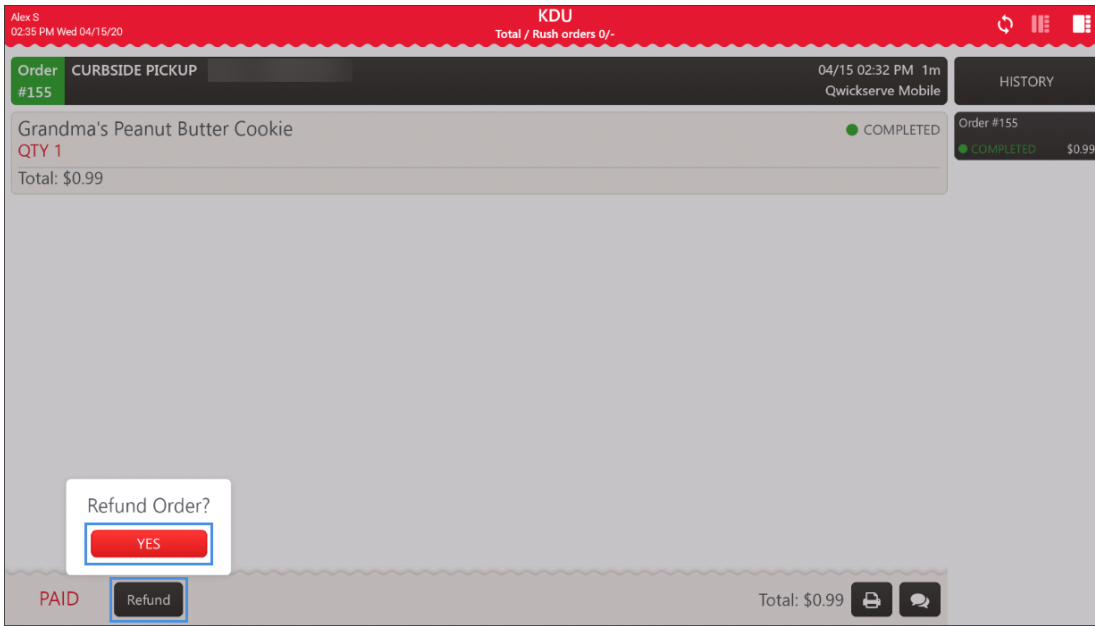 Alex S
02:35 PM Wed 04/15/20
KDU
Total / Rush orders 0/-
Order #155
CURBSIDE PICKUP
04/15 02:32 PM 1m
Qwickserve Mobile
HISTORY
Grandma's Peanut Butter Cookie
QTY 1
COMPLETED
Total: $0.99
Order #155
COMPLETED $0.99
Refund Order?
YES
PAID
Refund
Total: $0.99